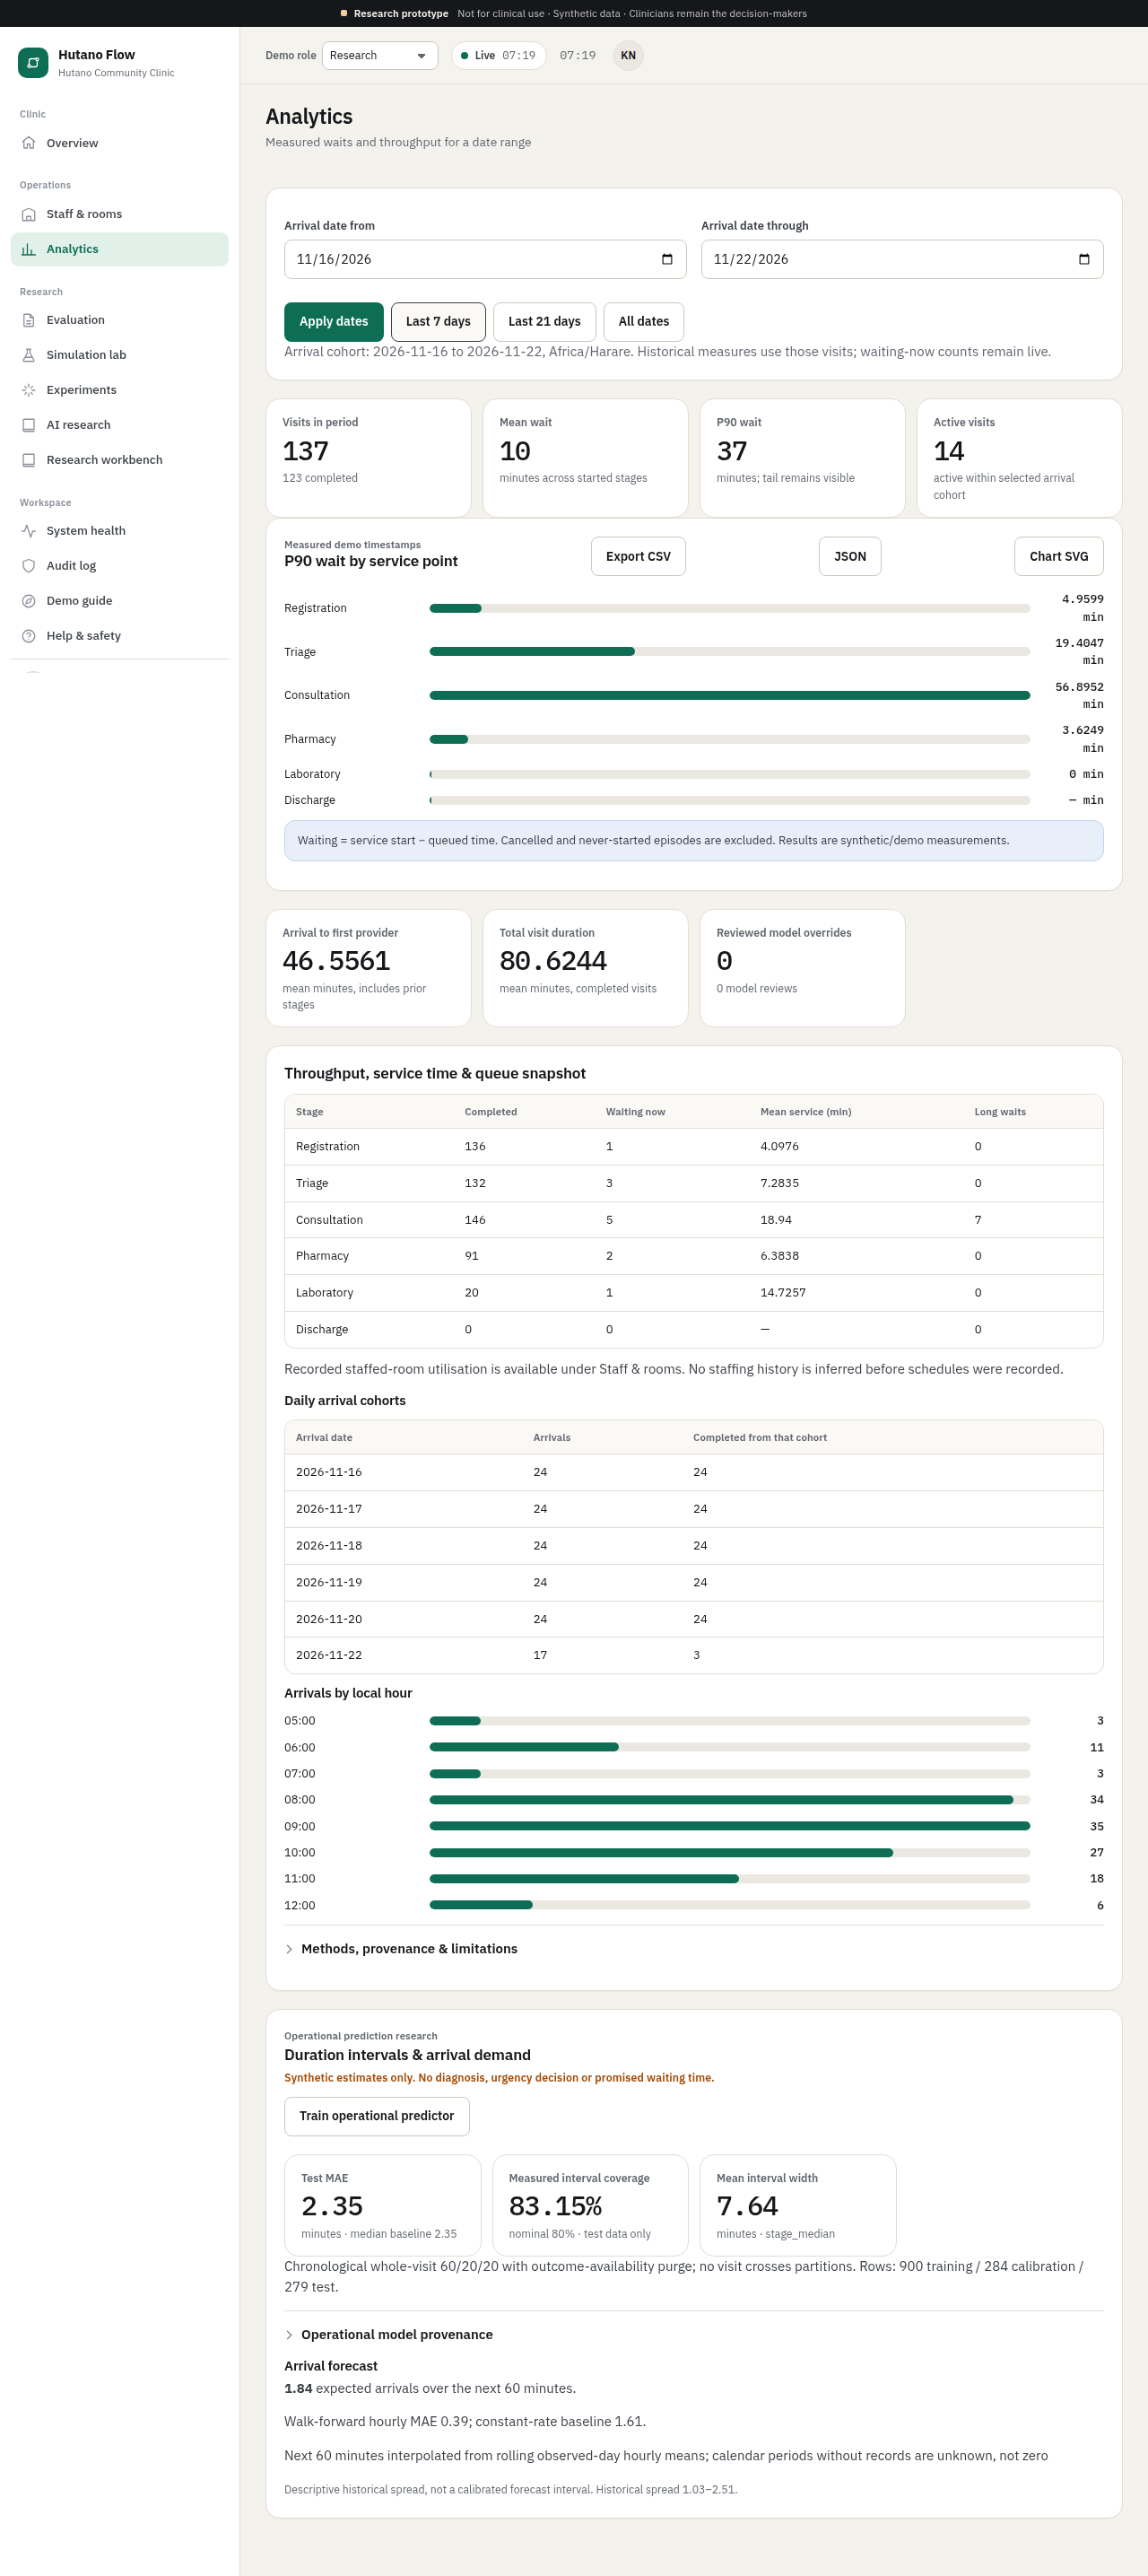 Research prototype Not for clinical use · Synthetic data · Clinicians remain the decision-makers
Hutano Flow
Hutano Community Clinic
Clinic
Overview
Operations
Staff & rooms
Analytics
Research
Evaluation
Simulation lab
Experiments
AI research
Research workbench
Workspace
System health
Audit log
Demo guide
Help & safety
Demo role Research Live 07:19 07:19 KN
Analytics
Measured waits and throughput for a date range
Arrival date from
11/16/2026
Arrival date through
11/22/2026
Apply dates Last 7 days Last 21 days All dates
Arrival cohort: 2026-11-16 to 2026-11-22, Africa/Harare. Historical measures use those visits; waiting-now counts remain live.
Visits in period
137
123 completed
Mean wait
10
minutes across started stages
P90 wait
37
minutes; tail remains visible
Active visits
14
active within selected arrival
cohort
Measured demo timestamps
P90 wait by service point
Export CSV JSON Chart SVG
Registration 4.9599
min
Triage 19.4047
min
Consultation 56.8952
min
Pharmacy 3.6249
min
Laboratory 0 min
Discharge — min
Waiting = service start − queued time. Cancelled and never-started episodes are excluded. Results are synthetic/demo measurements.
Arrival to first provider
46.5561
mean minutes, includes prior
stages
Total visit duration
80.6244
mean minutes, completed visits
Reviewed model overrides
0
0 model reviews
Throughput, service time & queue snapshot
Stage Completed Waiting now Mean service (min) Long waits
Registration 136 1 4.0976 0
Triage 132 3 7.2835 0
Consultation 146 5 18.94 7
Pharmacy 91 2 6.3838 0
Laboratory 20 1 14.7257 0
Discharge 0 0 — 0
Recorded staffed-room utilisation is available under Staff & rooms. No staffing history is inferred before schedules were recorded.
Daily arrival cohorts
Arrival date Arrivals Completed from that cohort
2026-11-16 24 24
2026-11-17 24 24
2026-11-18 24 24
2026-11-19 24 24
2026-11-20 24 24
2026-11-22 17 3
Arrivals by local hour
05:00 3
06:00 11
07:00 3
08:00 34
09:00 35
10:00 27
11:00 18
12:00 6
Methods, provenance & limitations
Operational prediction research
Duration intervals & arrival demand
Synthetic estimates only. No diagnosis, urgency decision or promised waiting time.
Train operational predictor
Test MAE
2.35
minutes · median baseline 2.35
Measured interval coverage
83.15%
nominal 80% · test data only
Mean interval width
7.64
minutes · stage_median
Chronological whole-visit 60/20/20 with outcome-availability purge; no visit crosses partitions. Rows: 900 training / 284 calibration /
279 test.
Operational model provenance
Arrival forecast
1.84 expected arrivals over the next 60 minutes.
Walk-forward hourly MAE 0.39; constant-rate baseline 1.61.
Next 60 minutes interpolated from rolling observed-day hourly means; calendar periods without records are unknown, not zero
Descriptive historical spread, not a calibrated forecast interval. Historical spread 1.03–2.51.